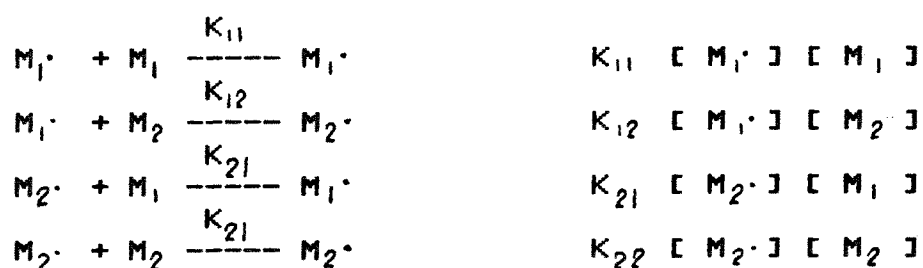 M₁· + M₁ -----K₁₁ M₁· K₁₁ [ M₁· ] [ M₁ ]
M₁· + M₂ -----K₁₂ M₂· K₁₂ [ M₁· ] [ M₂ ]
M₂· + M₁ -----K₂₁ M₁· K₂₁ [ M₂· ] [ M₁ ]
M₂· + M₂ -----K₂₁ M₂· K₂₂ [ M₂· ] [ M₂ ]